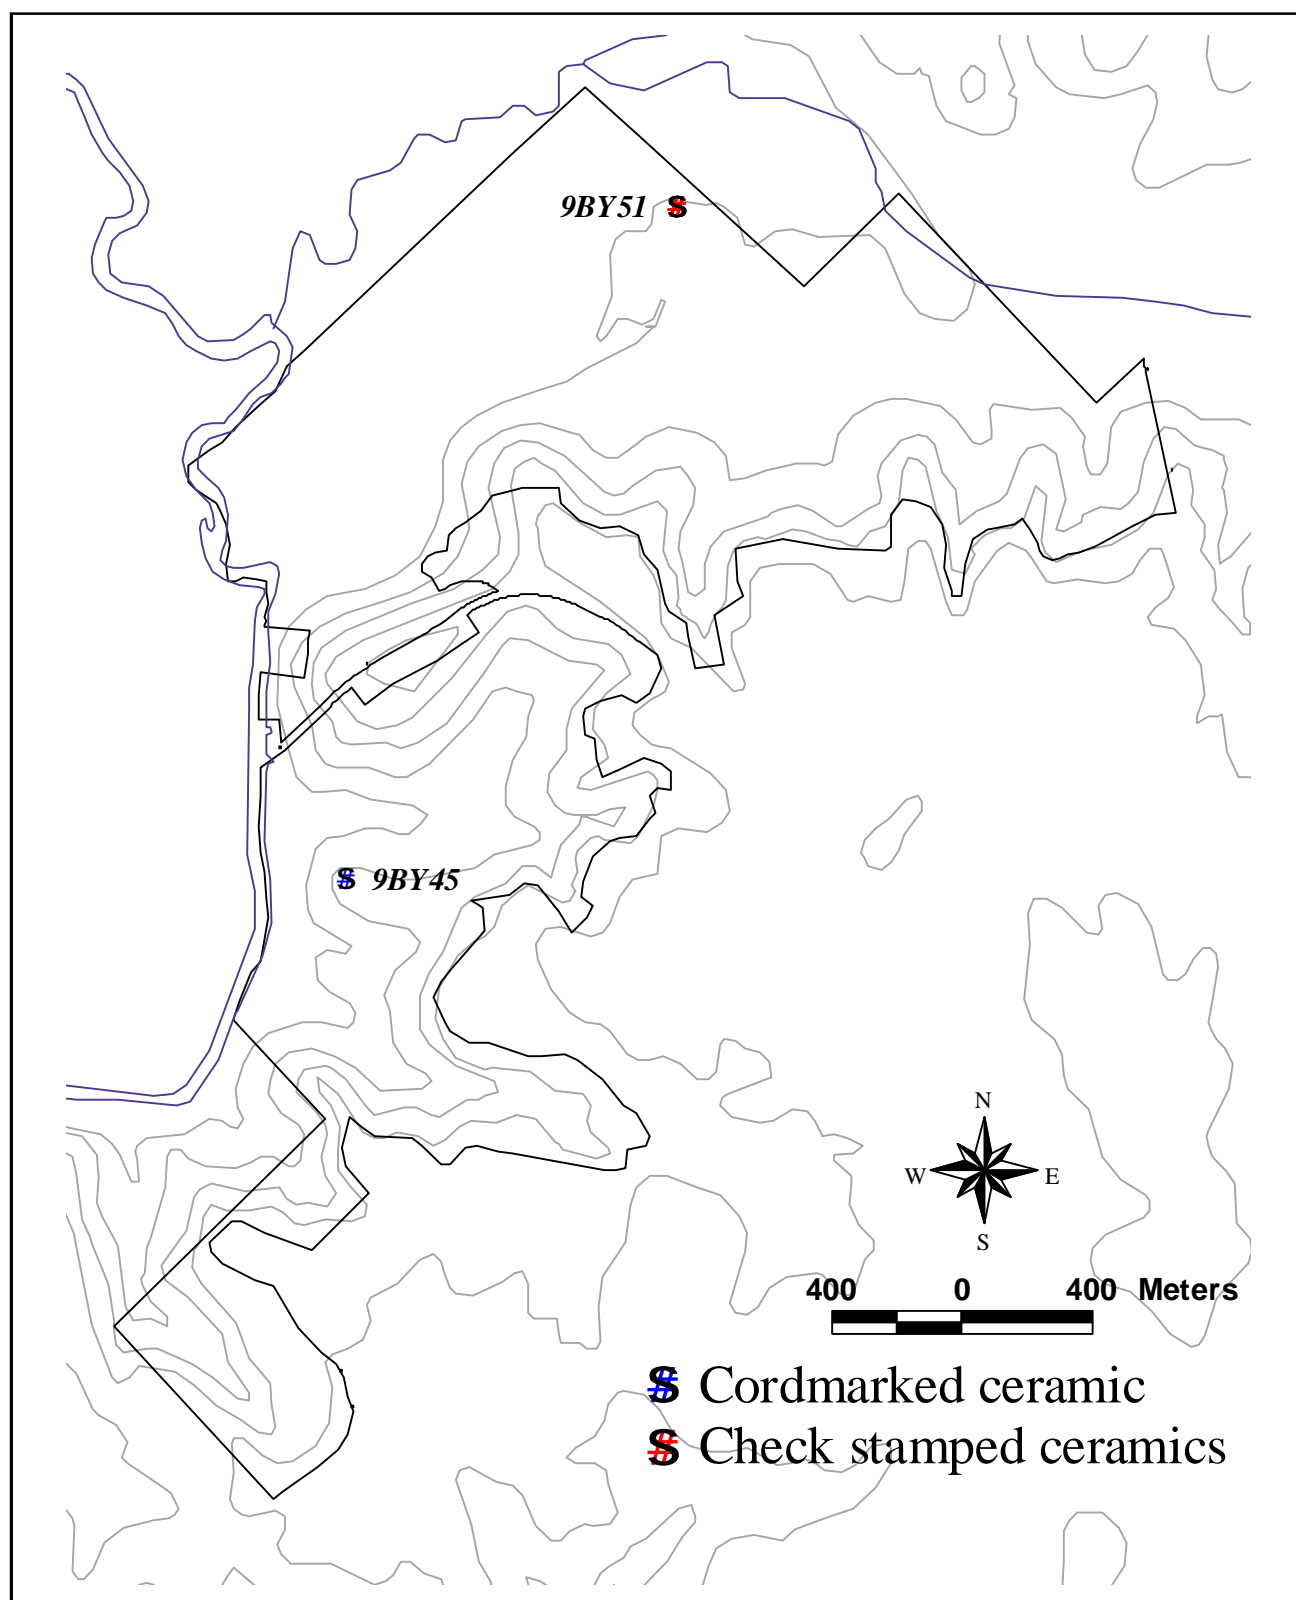 9BY51
9BY45
N
W E
S
400 0 400 Meters
Cordmarked ceramic
Check stamped ceramics